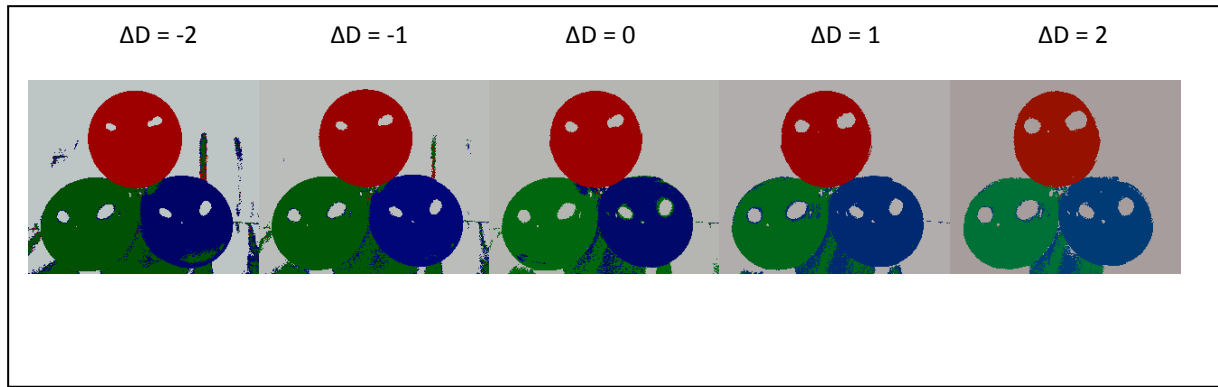 ΔD = -2 ΔD = -1 ΔD = 0 ΔD = 1 ΔD = 2